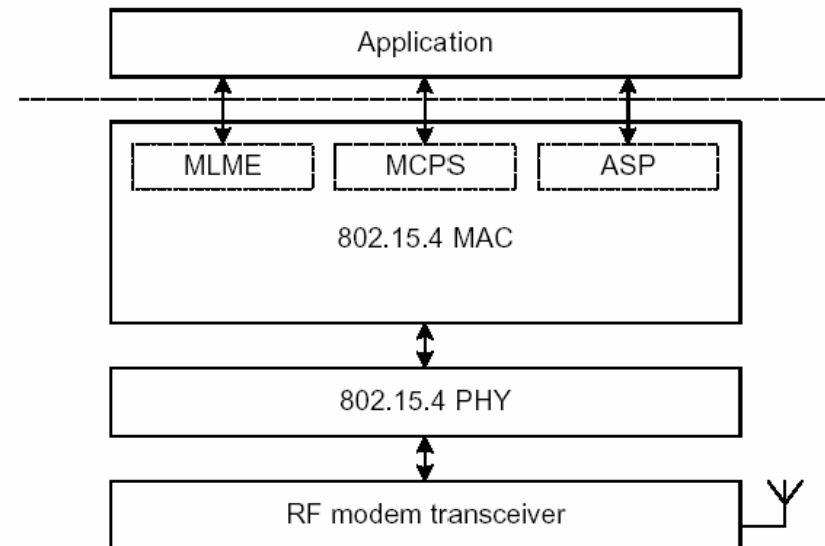 Application
MLME
MCPS
ASP
802.15.4 MAC
802.15.4 PHY
RF modem transceiver